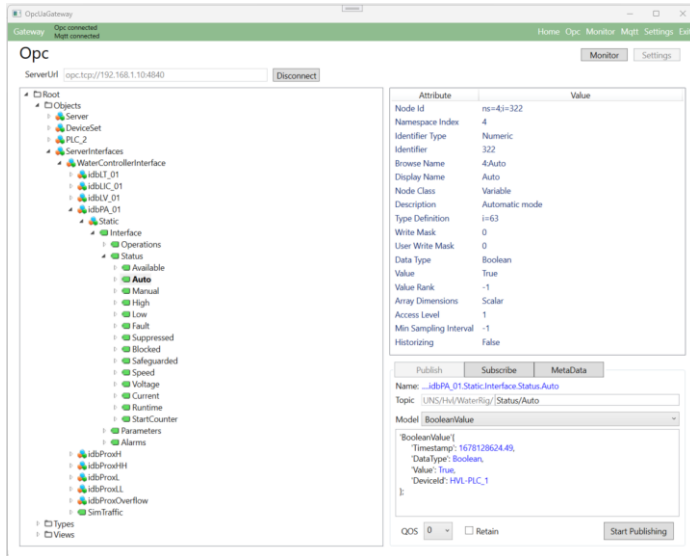 OpcUaGateway
Gateway
Opc connected
Mqtt connected
Home Opc Monitor Mqtt Settings Exi
Opc
Monitor
Settings
ServerUrl opc.tcp://192.168.1.10:4840 Disconnect
Root
Objects
Server
DeviceSet
PLC_2
ServerInterfaces
WaterControllerInterface
idbLT_01
idbLIC_01
idbLV_01
idbPA_01
Static
Interface
Operations
Status
Available
Auto
Manual
High
Low
Fault
Suppressed
Blocked
Safeguarded
Speed
Voltage
Current
Runtime
StartCounter
Parameters
Alarms
idbProxH
idbProxHH
idbProxL
idbProxLL
idbProxOverflow
SimTraffic
Types
Views
Attribute Value
Node Id ns=4;i=322
Namespace Index 4
Identifier Type Numeric
Identifier 322
Browse Name 4:Auto
Display Name Auto
Node Class Variable
Description Automatic mode
Type Definition i=63
Write Mask 0
User Write Mask 0
Data Type Boolean
Value True
Value Rank -1
Array Dimensions Scalar
Access Level 1
Min Sampling Interval -1
Historizing False
Publish Subscribe MetaData
Name: ...idbPA_01.Static.Interface.Status.Auto
Topic UNS/Hvl/WaterRig/ Status/Auto
Model BooleanValue
'BooleanValue'{
'Timestamp': 1678128624.49,
'DataType': Boolean,
'Value': True,
'DeviceId': HVL-PLC_1
};
QOS 0 Retain Start Publishing